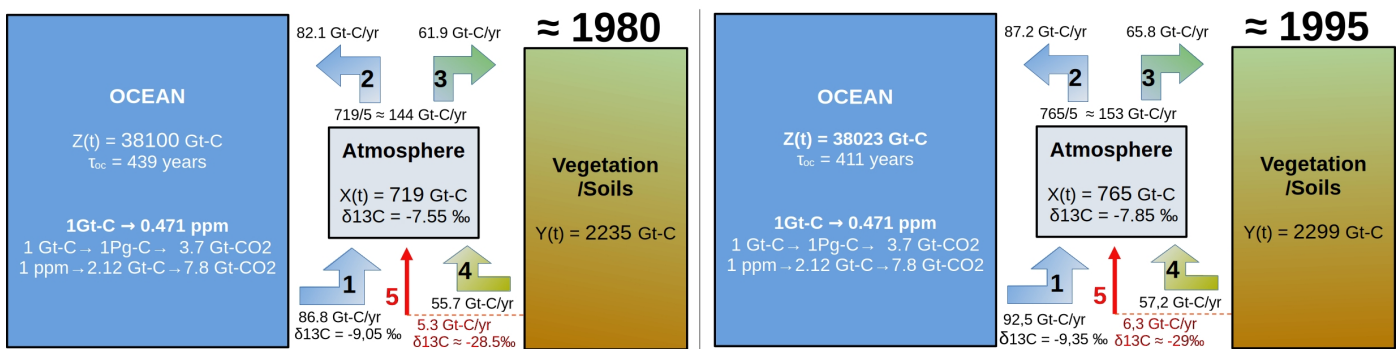 ≈ 1980
82.1 Gt-C/yr
61.9 Gt-C/yr
2
3
719/5 ≈ 144 Gt-C/yr
OCEAN
Z(t) = 38100 Gt-C
τoc = 439 years
1Gt-C → 0.471 ppm
1 Gt-C→ 1Pg-C→ 3.7 Gt-CO2
1 ppm→2.12 Gt-C→7.8 Gt-CO2
Atmosphere
X(t) = 719 Gt-C
δ13C = -7.55 ‰
Vegetation
/Soils
Y(t) = 2235 Gt-C
1
5
4
86.8 Gt-C/yr
δ13C = -9,05 ‰
55.7 Gt-C/yr
5.3 Gt-C/yr
δ13C ≈ -28.5‰
≈ 1995
87.2 Gt-C/yr
65.8 Gt-C/yr
2
3
765/5 ≈ 153 Gt-C/yr
OCEAN
Z(t) = 38023 Gt-C
τoc = 411 years
1Gt-C → 0.471 ppm
1 Gt-C→ 1Pg-C→ 3.7 Gt-CO2
1 ppm→2.12 Gt-C→7.8 Gt-CO2
Atmosphere
X(t) = 765 Gt-C
δ13C = -7.85 ‰
Vegetation
/Soils
Y(t) = 2299 Gt-C
1
5
4
92,5 Gt-C/yr
δ13C = -9,35 ‰
57,2 Gt-C/yr
6,3 Gt-C/yr
δ13C ≈ -29‰